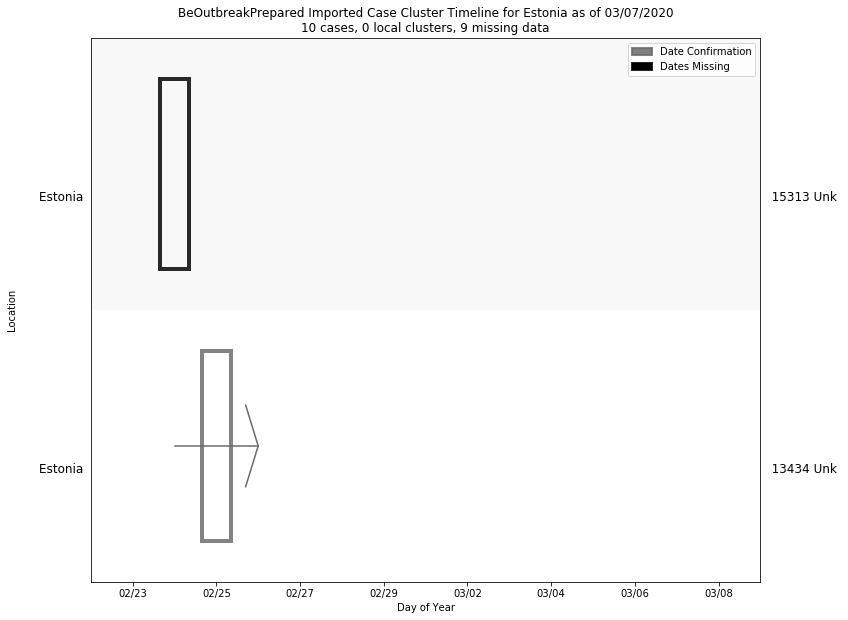 BeOutbreakPrepared Imported Case Cluster Timeline for Estonia as of 03/07/2020
10 cases, 0 local clusters, 9 missing data
Date Confirmation
Dates Missing
Estonia
15313 Unk
Location
Estonia
13434 Unk
02/23 02/25 02/27 02/29 03/02 03/04 03/06 03/08
Day of Year